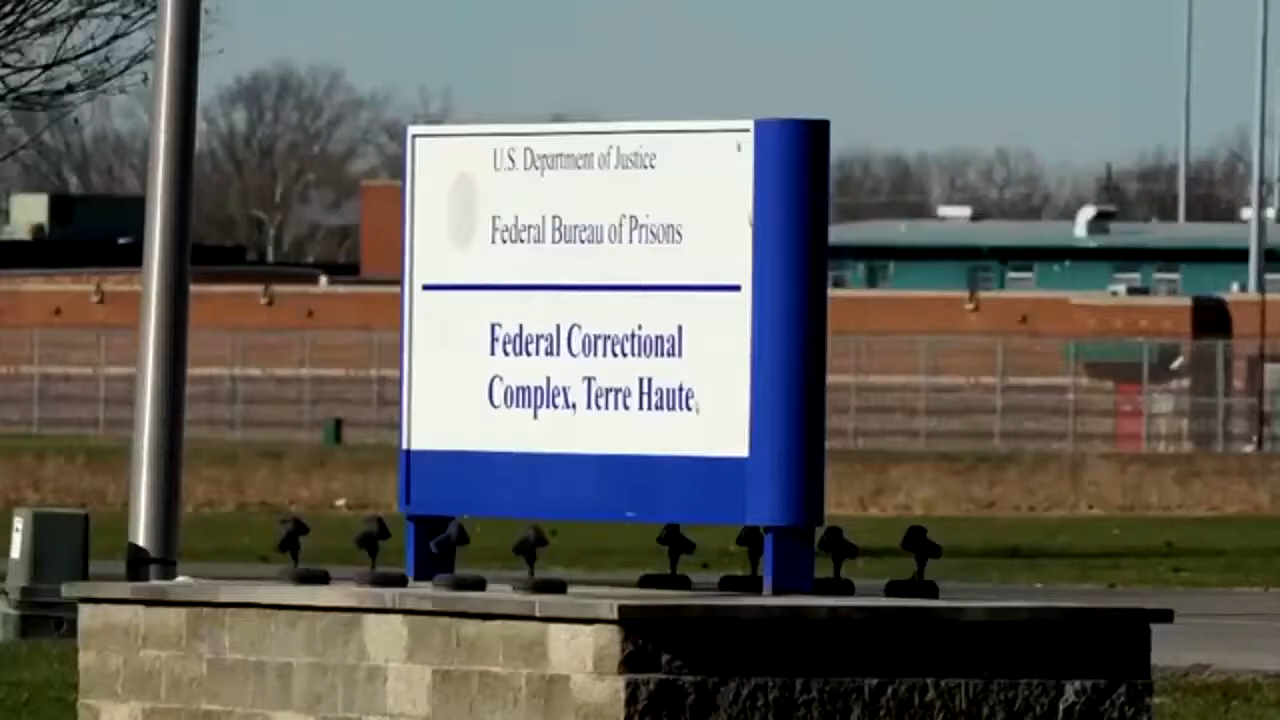 U.S. Department of Justice
Federal Bureau of Prisons
Federal Correctional
Complex, Terre Haute